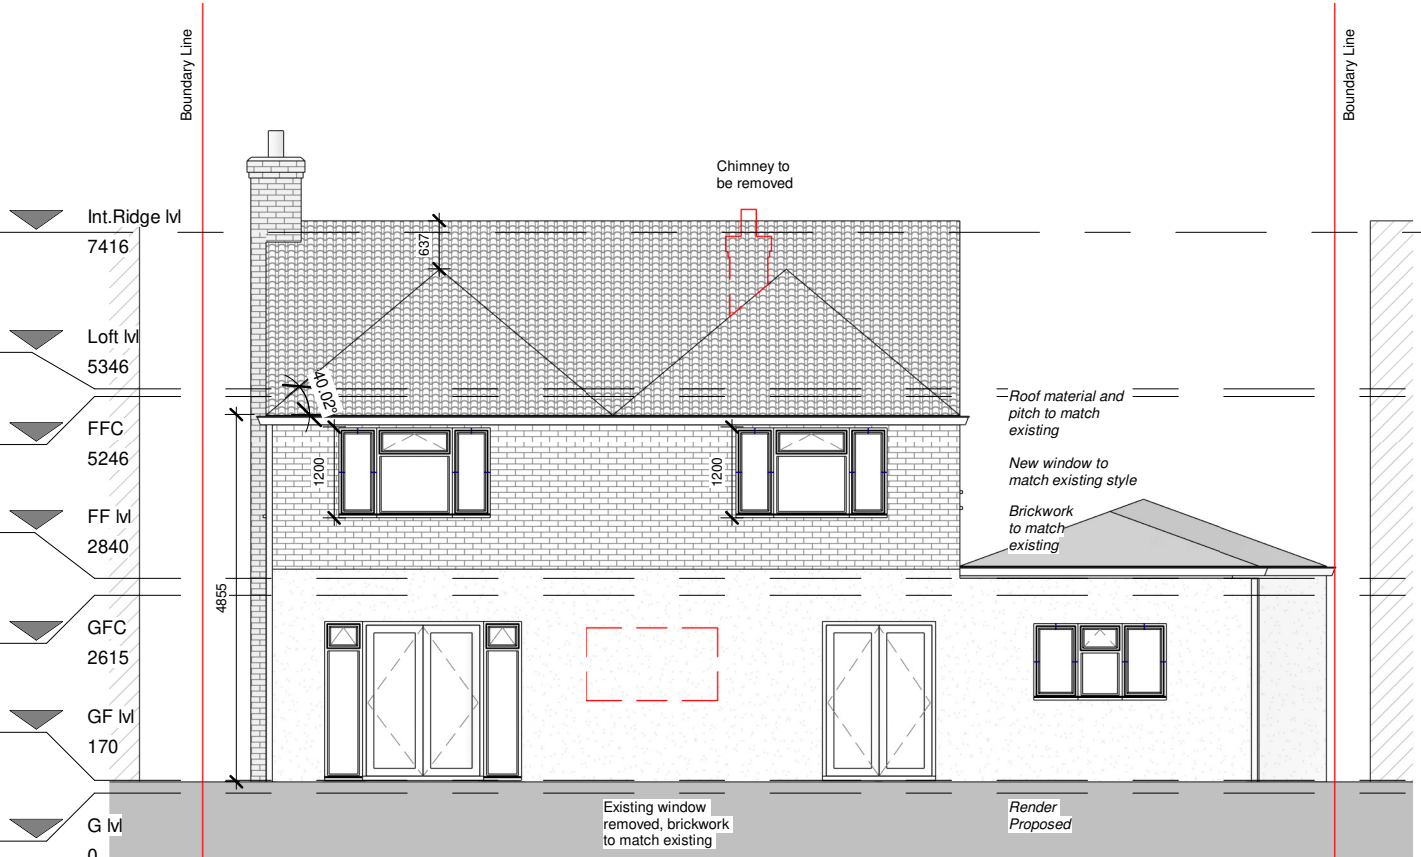 Boundary Line
Boundary Line
Chimney to
be removed
Int.Ridge lvl
7416
637
Loft lvl
5346
40.02°
Roof material and
pitch to match
existing
FFC
5246
1200
1200
New window to
match existing style
FF lvl
2840
Brickwork
to match
existing
4855
GFC
2615
GF lvl
170
Existing window
removed, brickwork
to match existing
Render
Proposed
G lvl
0